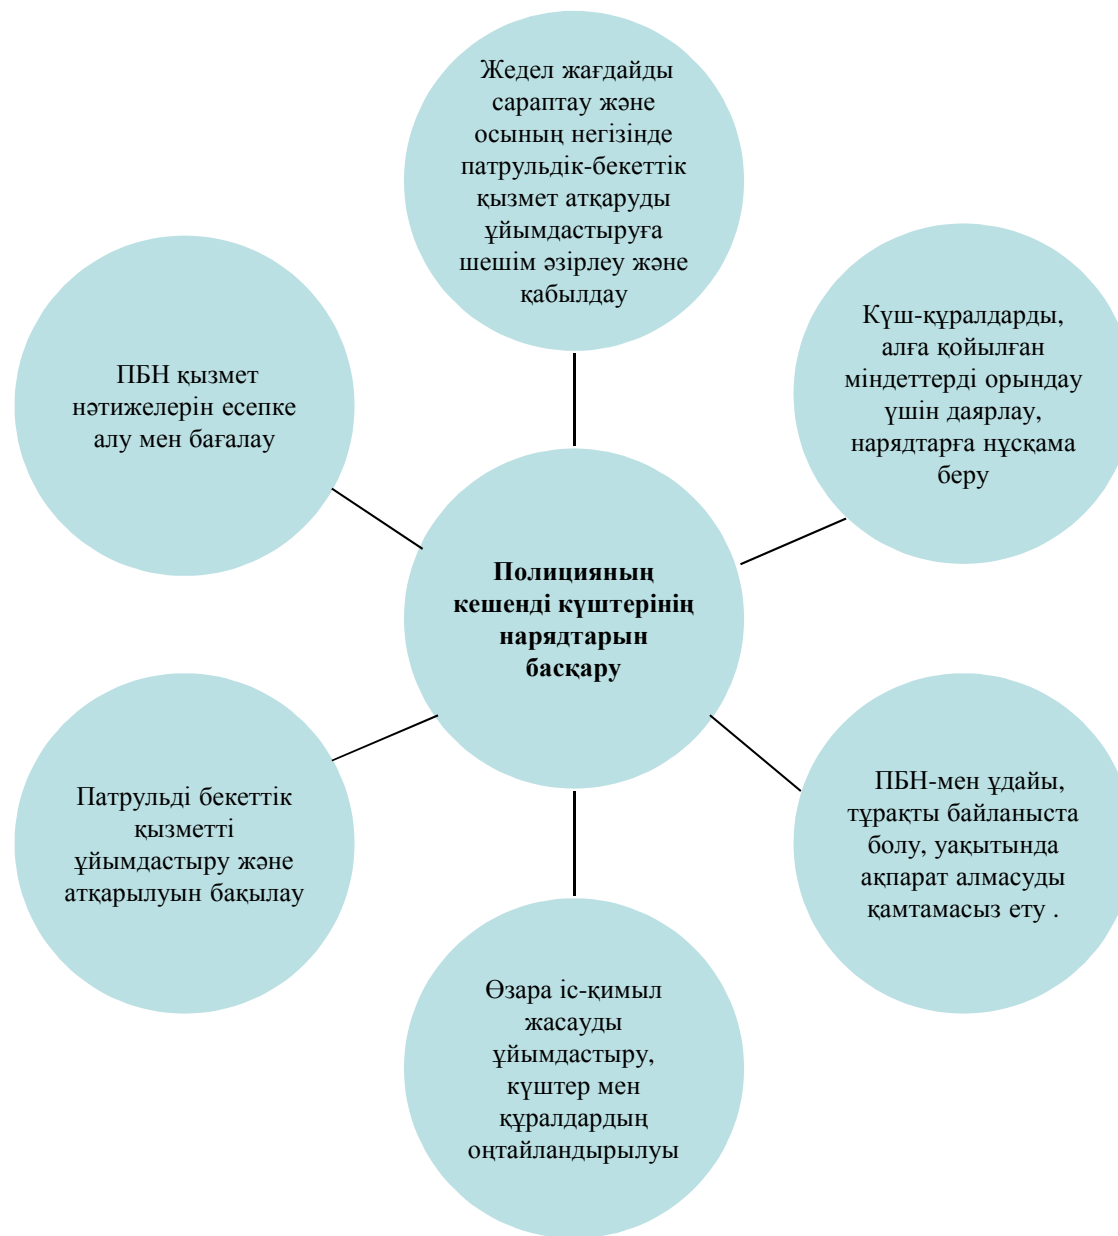 Жедел жағдайды
сараптау және
осының негізінде
патрульдік-бекеттік
қызмет атқаруды
ұйымдастыруға
шешім әзірлеу және
қабылдау
Күш-құралдарды,
алға қойылған
міндеттерді орындау
үшін даярлау,
нарядтарға нұсқама
беру
ПБН қызмет
нәтижелерін есепке
алу мен бағалау
Полицияның
кешенді күштерінің
нарядтарын
басқару
Патрульді бекеттік
қызметті
ұйымдастыру және
атқарылуын бақылау
ПБН-мен ұдайы,
тұрақты байланыста
болу, уақытында
ақпарат алмасуды
қамтамасыз ету .
Өзара іс-қимыл
жасауды
ұйымдастыру,
күштер мен
құралдардың
оңтайландырылуы